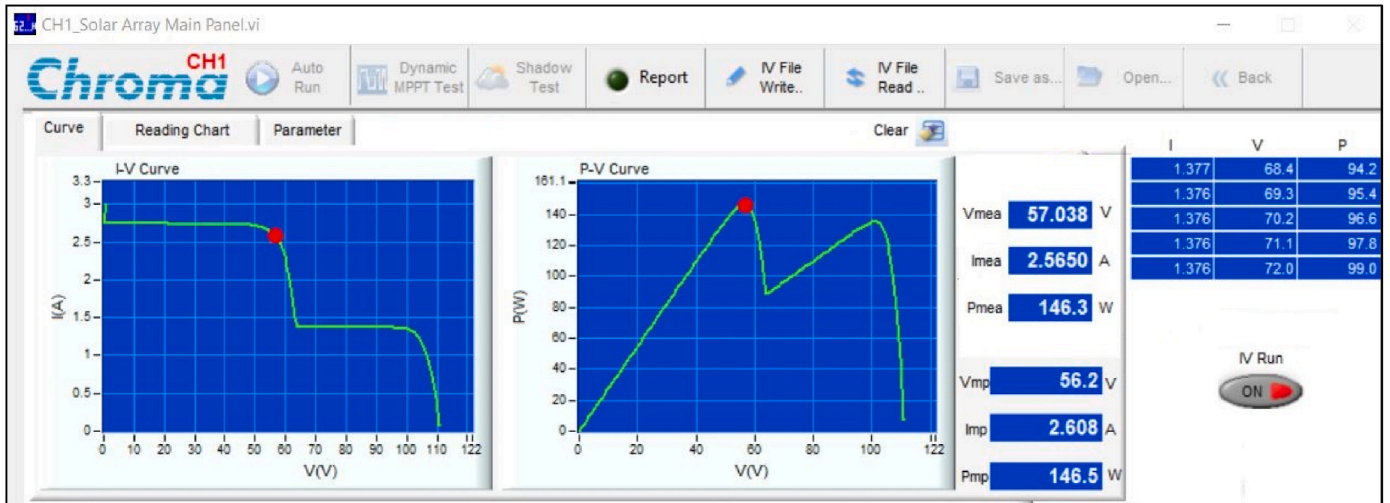 CH1_Solar Array Main Panel.vi
Chroma CH1
Auto Run
Dynamic MPPT Test
Shadow Test
Report
IV File Write..
IV File Read ..
Save as...
Open...
Back
Curve
Reading Chart
Parameter
Clear
I-V Curve
3.3
3
2.5
2
1.5
1
0.5
0
I(A)
0 10 20 30 40 50 60 70 80 90 100 110 122
V(V)
P-V Curve
161.1
140
120
100
80
60
40
20
0
P(W)
0 20 40 60 80 100 122
V(V)
Vmea 57.038 V
Imea 2.5650 A
Pmea 146.3 W
Vmp 56.2 V
Imp 2.608 A
Pmp 146.5 W
I V P
1.377 68.4 94.2
1.376 69.3 95.4
1.376 70.2 96.6
1.376 71.1 97.8
1.376 72.0 99.0
IV Run
ON